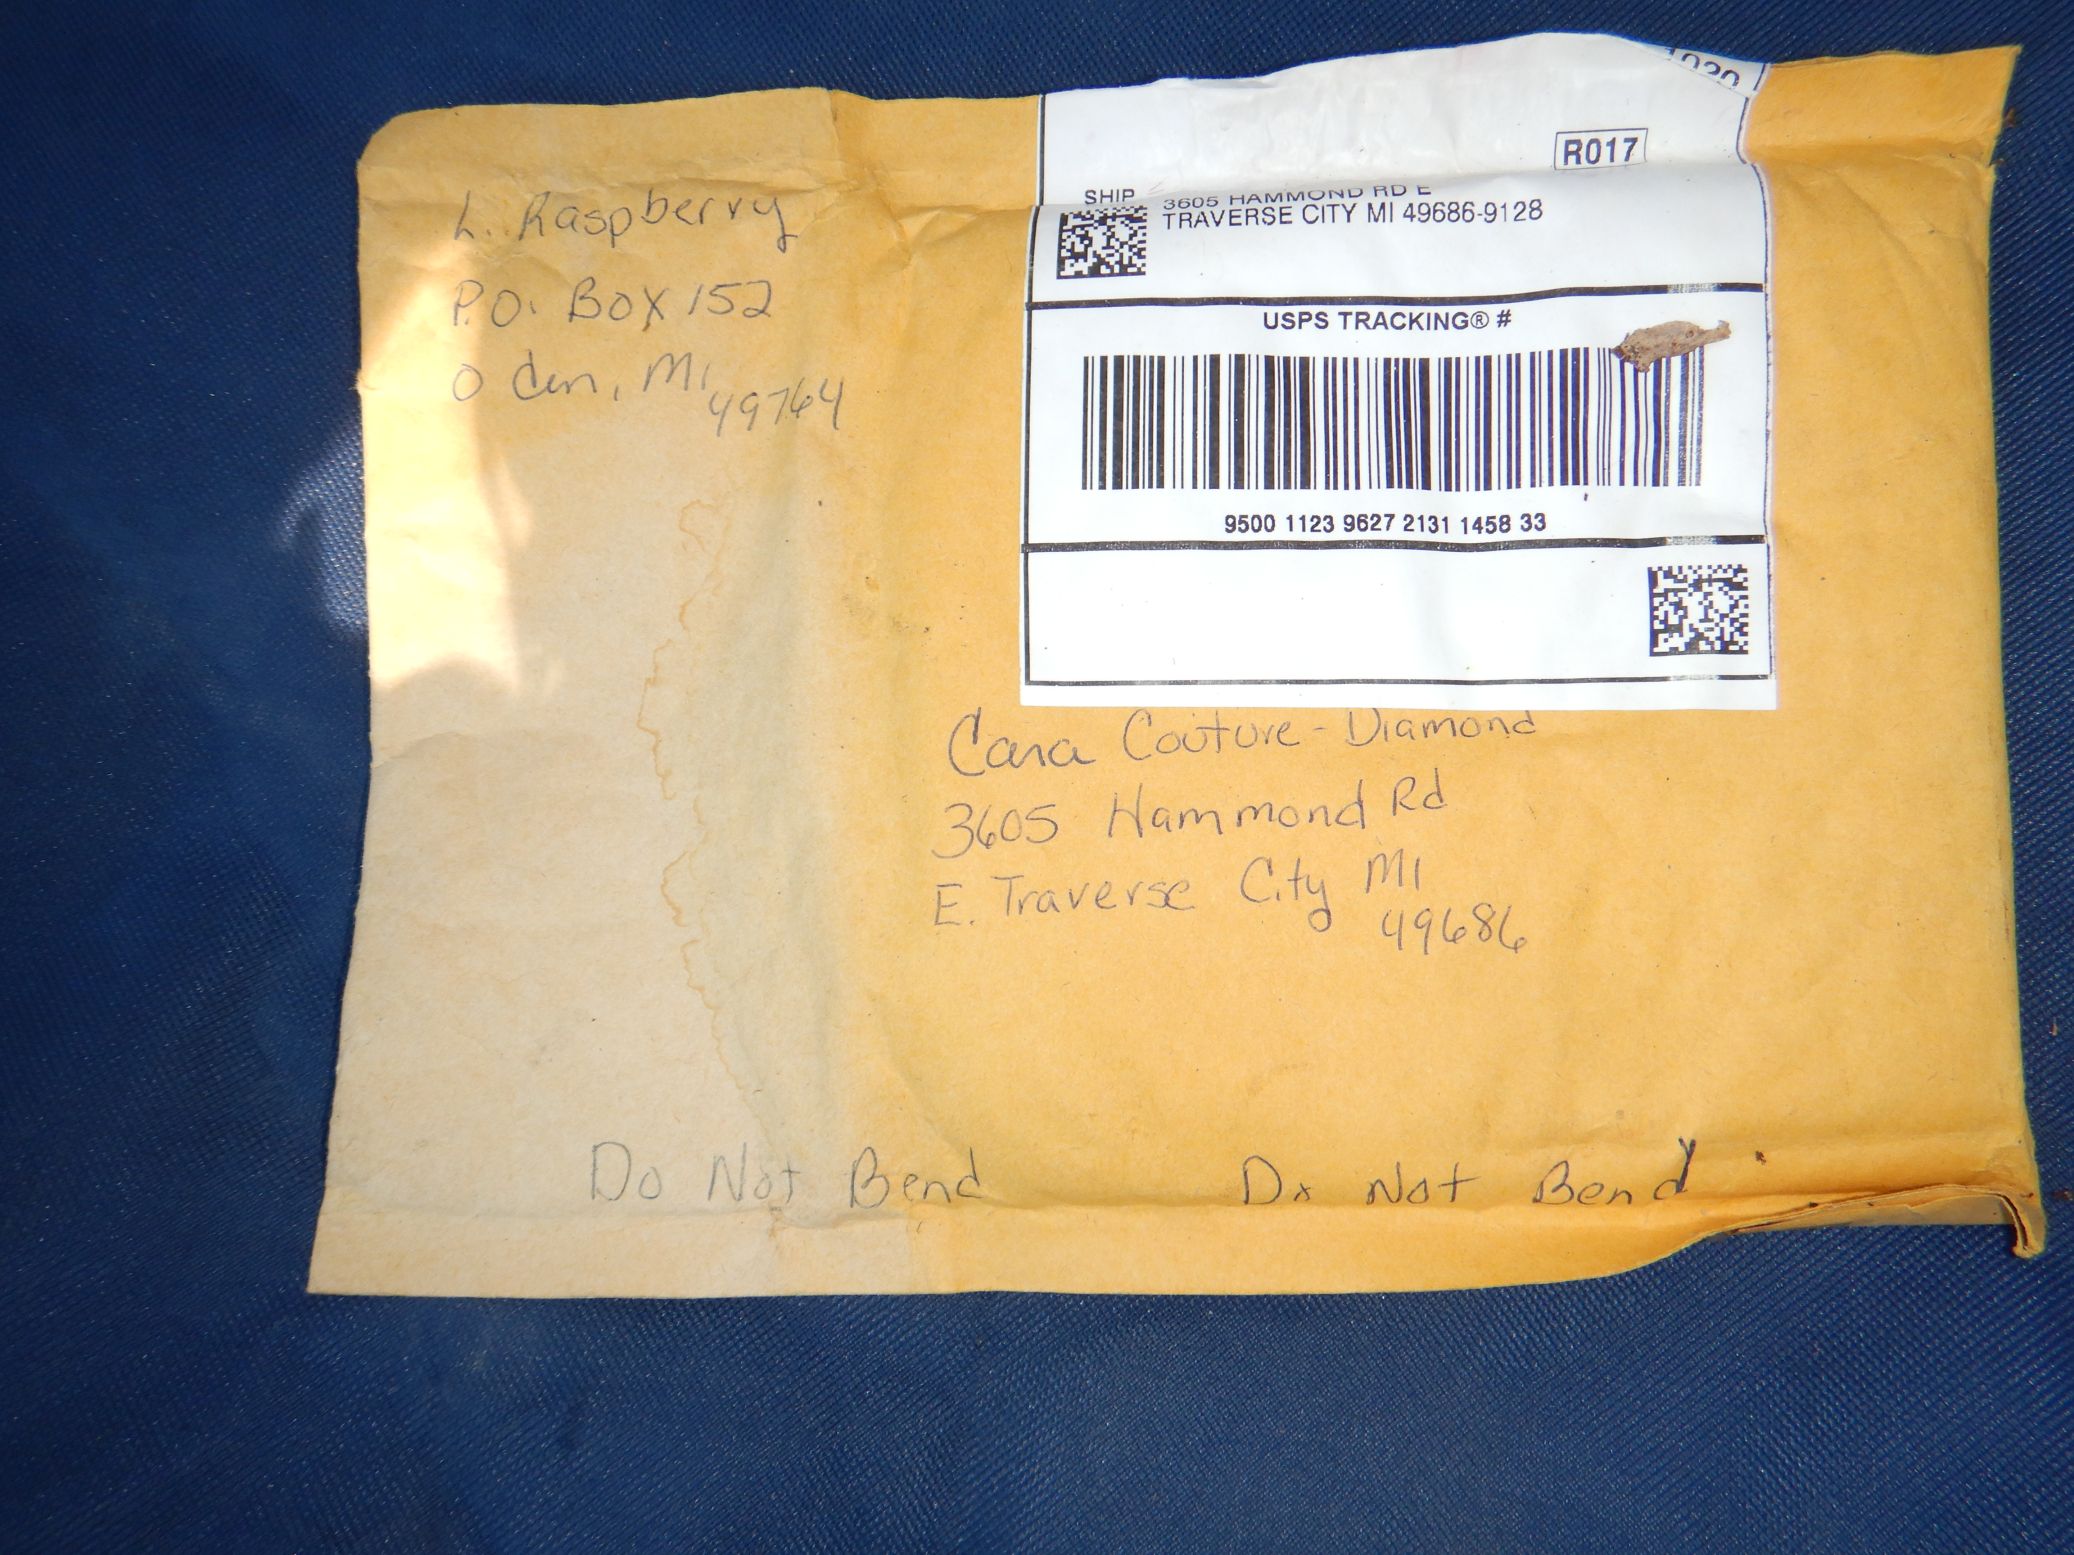 L. Raspberry
P.O. Box 152
Oden, MI
49764
1020
R017
SHIP
3605 HAMMOND RD E
TRAVERSE CITY MI 49686-9128
USPS TRACKING® #
9500 1123 9627 2131 1458 33
Cara Couture-Diamond
3605 Hammond Rd
E. Traverse City MI
49686
Do Not Bend Do Not Bend